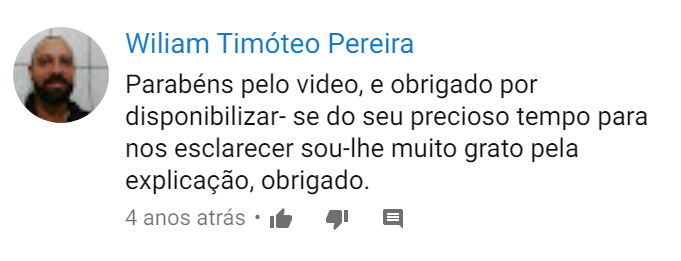 Wiliam Timóteo Pereira
Parabéns pelo video, e obrigado por
disponibilizar- se do seu precioso tempo para
nos esclarecer sou-lhe muito grato pela
explicação, obrigado.
4 anos atrás •